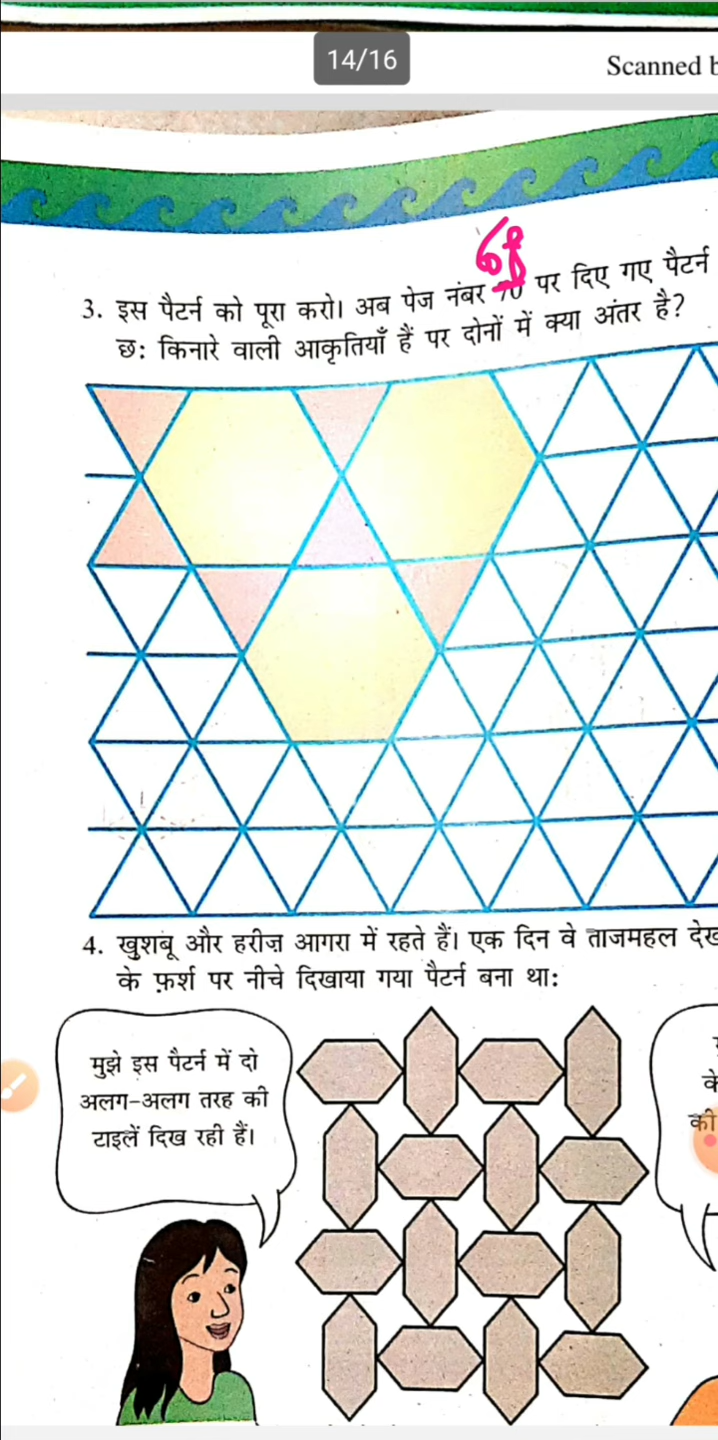 14/16
Scanned b
68
3. इस पैटर्न को पूरा करो। अब पेज नंबर 70 पर दिए गए पैटर्न
छ: किनारे वाली आकृतियाँ हैं पर दोनों में क्या अंतर है?
4. खुशबू और हरीज़ आगरा में रहते हैं। एक दिन वे ताजमहल देख
के फ़र्श पर नीचे दिखाया गया पैटर्न बना था:
मुझे इस पैटर्न में दो
अलग-अलग तरह की
टाइलें दिख रही हैं।
के
की